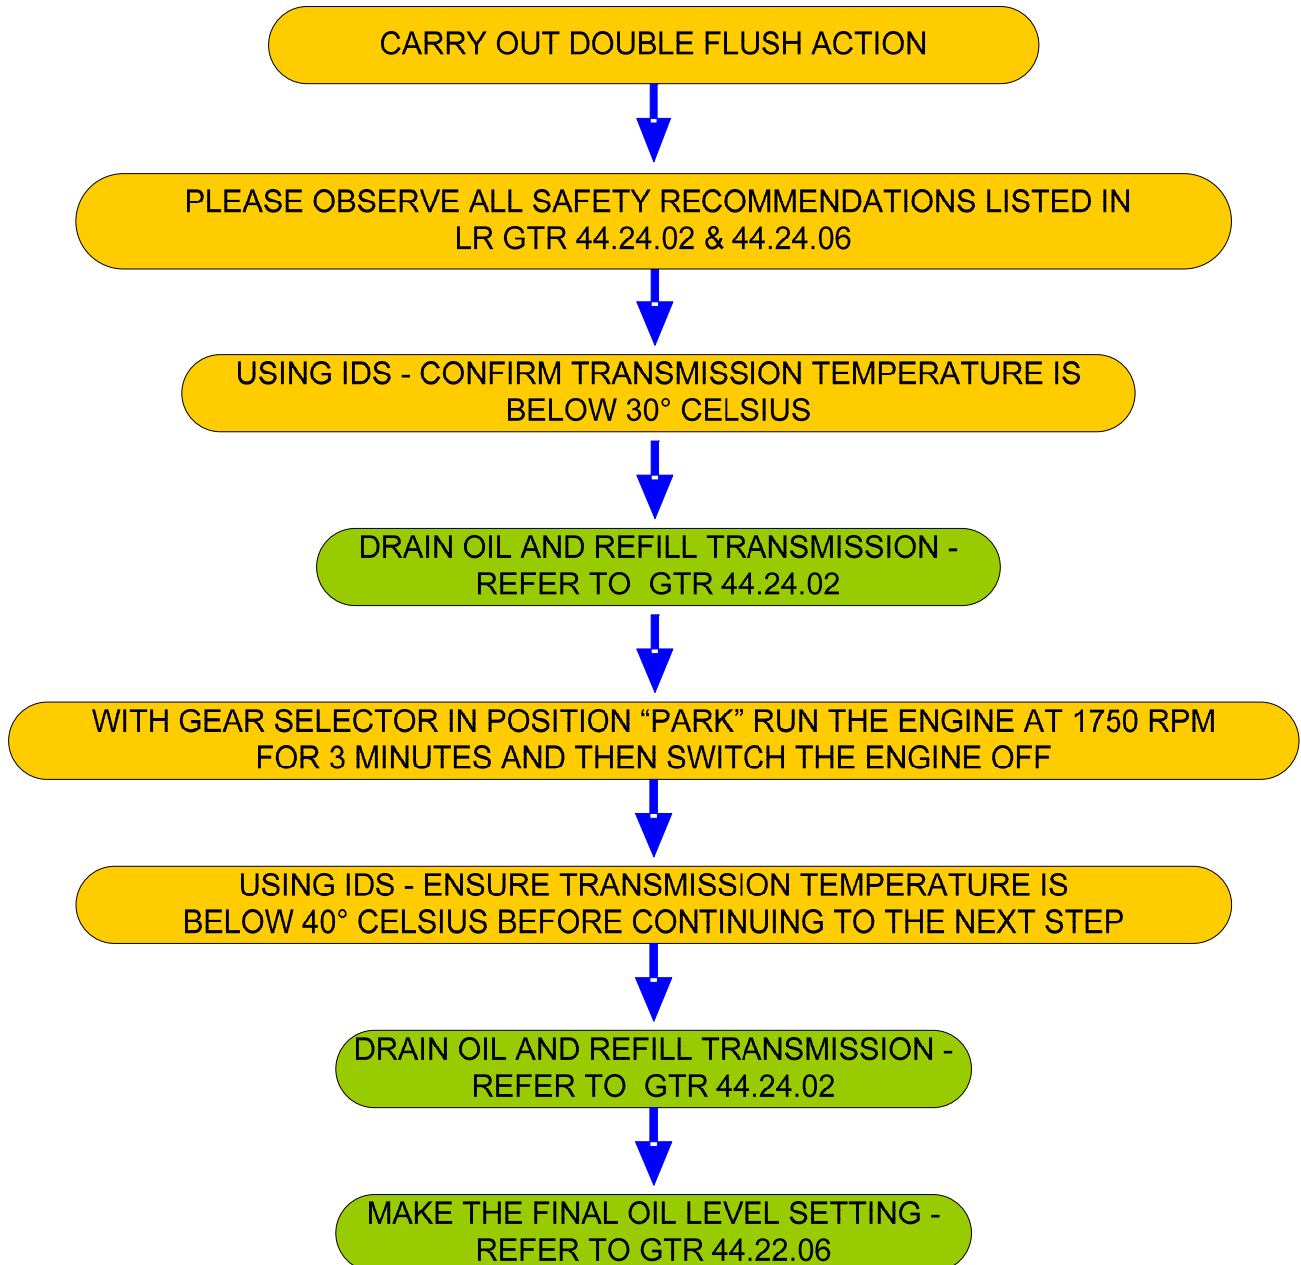 CARRY OUT DOUBLE FLUSH ACTION
PLEASE OBSERVE ALL SAFETY RECOMMENDATIONS LISTED IN
LR GTR 44.24.02 & 44.24.06
USING IDS - CONFIRM TRANSMISSION TEMPERATURE IS
BELOW 30° CELSIUS
DRAIN OIL AND REFILL TRANSMISSION -
REFER TO  GTR 44.24.02
WITH GEAR SELECTOR IN POSITION “PARK” RUN THE ENGINE AT 1750 RPM
FOR 3 MINUTES AND THEN SWITCH THE ENGINE OFF
USING IDS - ENSURE TRANSMISSION TEMPERATURE IS
BELOW 40° CELSIUS BEFORE CONTINUING TO THE NEXT STEP
DRAIN OIL AND REFILL TRANSMISSION -
REFER TO  GTR 44.24.02
MAKE THE FINAL OIL LEVEL SETTING -
REFER TO GTR 44.22.06